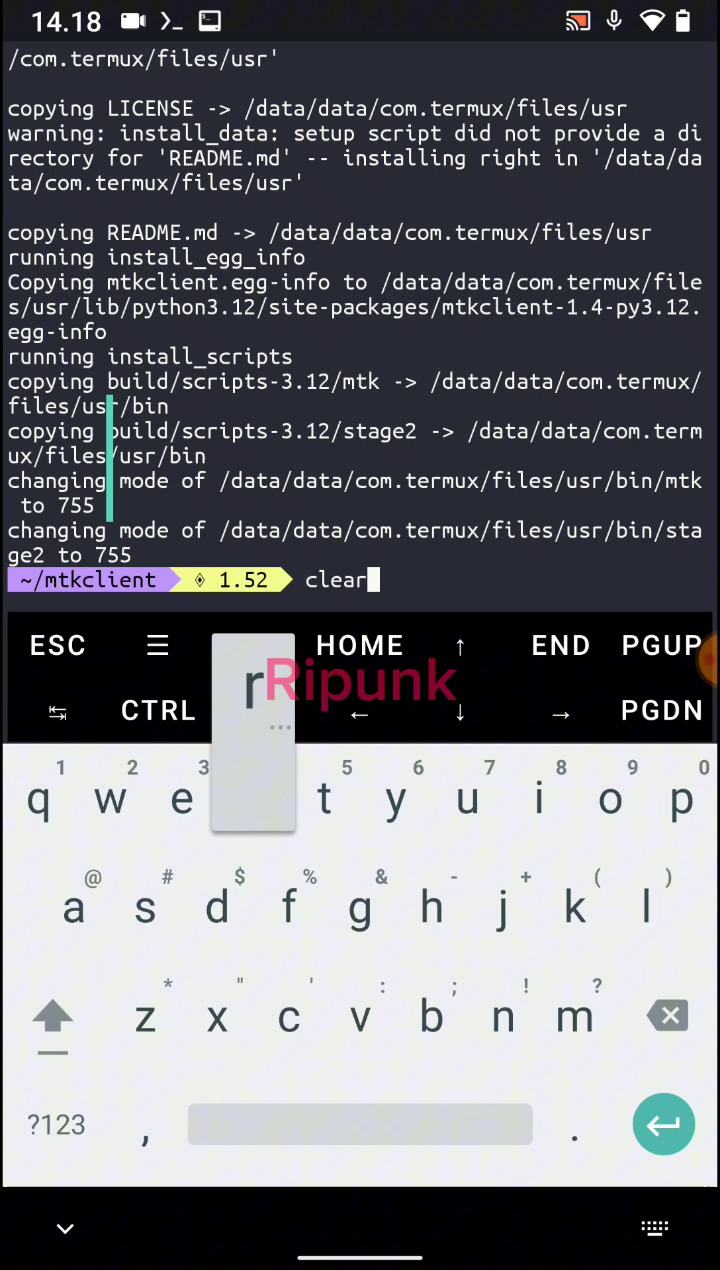 14.18
/com.termux/files/usr'
copying LICENSE -> /data/data/com.termux/files/usr
warning: install_data: setup script did not provide a di
rectory for 'README.md' -- installing right in '/data/da
ta/com.termux/files/usr'
copying README.md -> /data/data/com.termux/files/usr
running install_egg_info
Copying mtkclient.egg-info to /data/data/com.termux/file
s/usr/lib/python3.12/site-packages/mtkclient-1.4-py3.12.
egg-info
running install_scripts
copying build/scripts-3.12/mtk -> /data/data/com.termux/
files/usr/bin
copying build/scripts-3.12/stage2 -> /data/data/com.term
ux/files/usr/bin
changing mode of /data/data/com.termux/files/usr/bin/mtk
 to 755
changing mode of /data/data/com.termux/files/usr/bin/sta
ge2 to 755
~/mtkclient 1.52 clear
ESC ☰ HOME ↑ END PGUP
r Ripunk
↹ CTRL ← ↓ → PGDN
1 2 3 5 6 7 8 9 0
q w e t y u i o p
@ # $ % & - + ( )
a s d f g h j k l
* " ' : ; ! ?
z x c v b n m
?123 , .